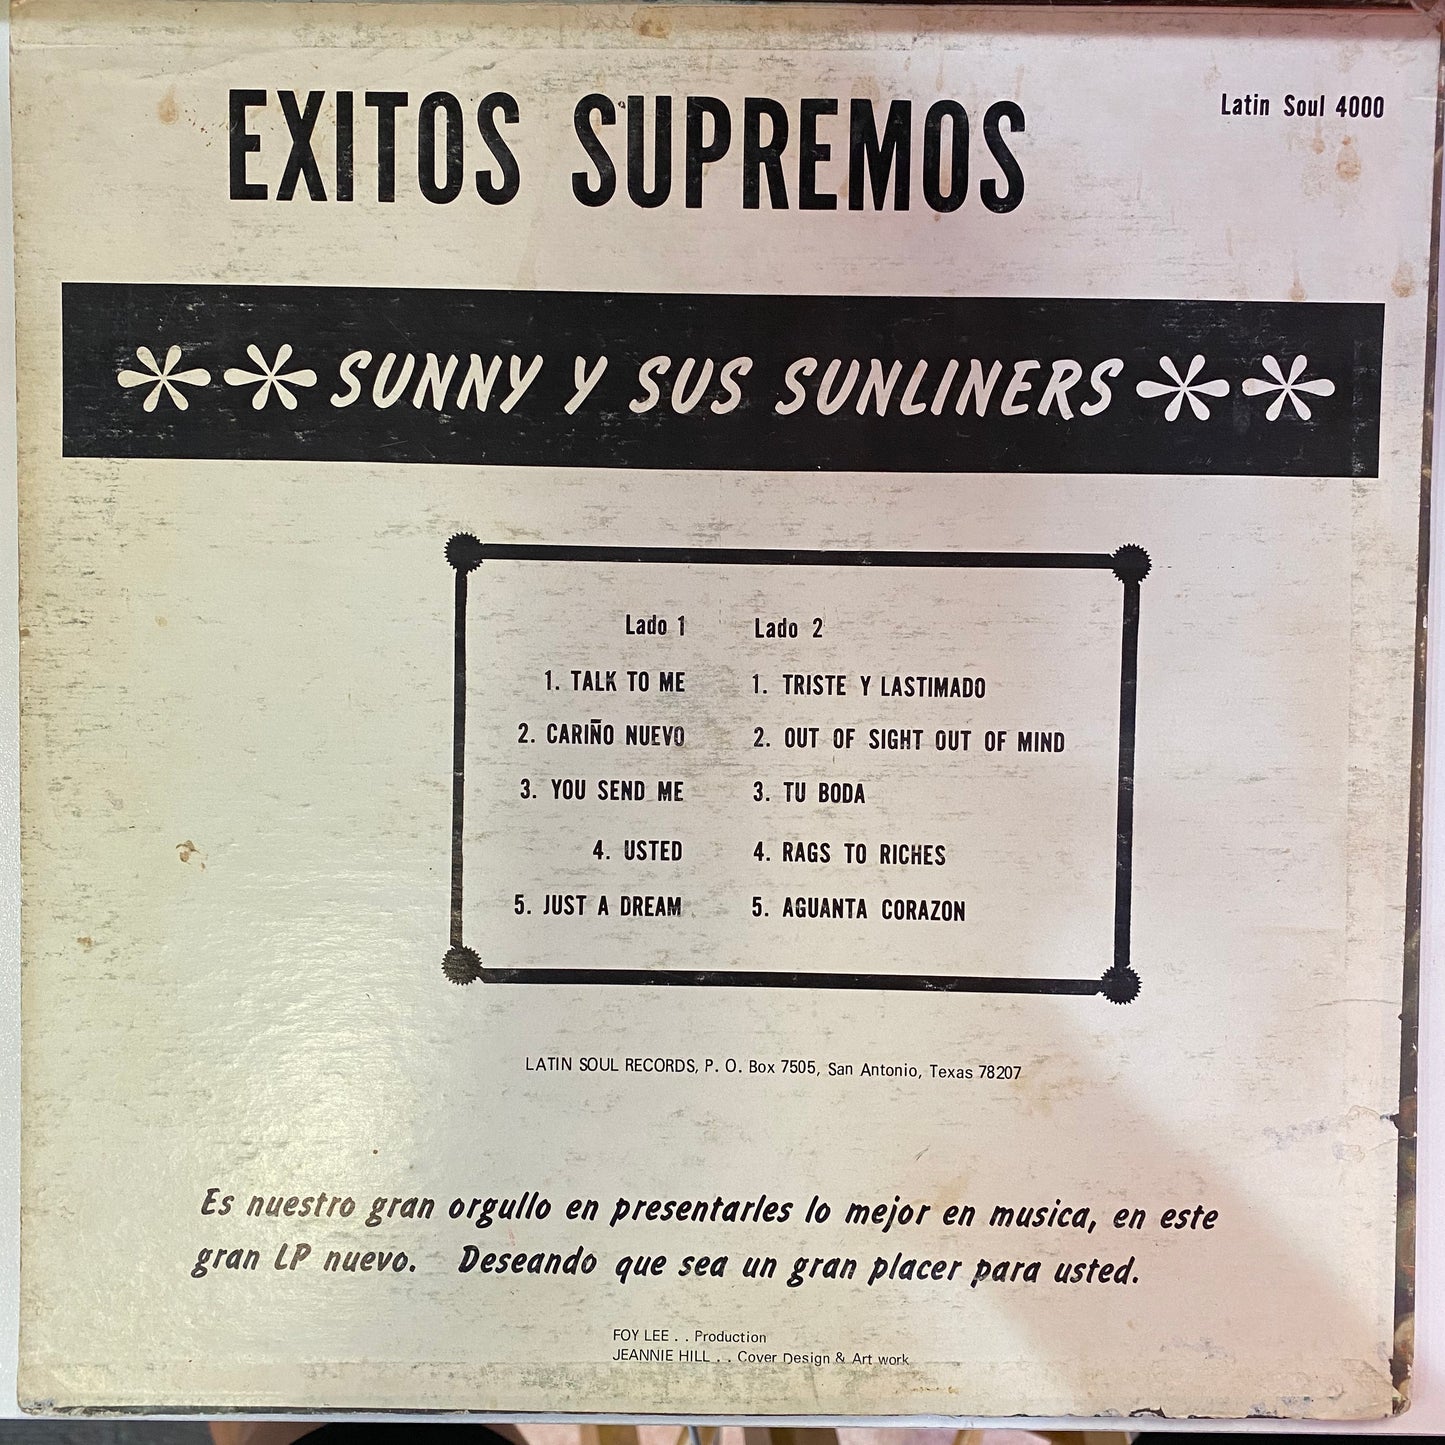 EXITOS SUPREMOS
Latin Soul 4000
SUNNY Y SUS SUNLINERS
Lado 1
1. TALK TO ME
2. CARIÑO NUEVO
3. YOU SEND ME
4. USTED
5. JUST A DREAM
Lado 2
1. TRISTE Y LASTIMADO
2. OUT OF SIGHT OUT OF MIND
3. TU BODA
4. RAGS TO RICHES
5. AGUANTA CORAZON
LATIN SOUL RECORDS, P. O. Box 7505, San Antonio, Texas 78207
Es nuestro gran orgullo en presentarles lo mejor en musica, en este
gran LP nuevo. Deseando que sea un gran placer para usted.
FOY LEE . . Production
JEANNIE HILL . . Cover Design & Art work